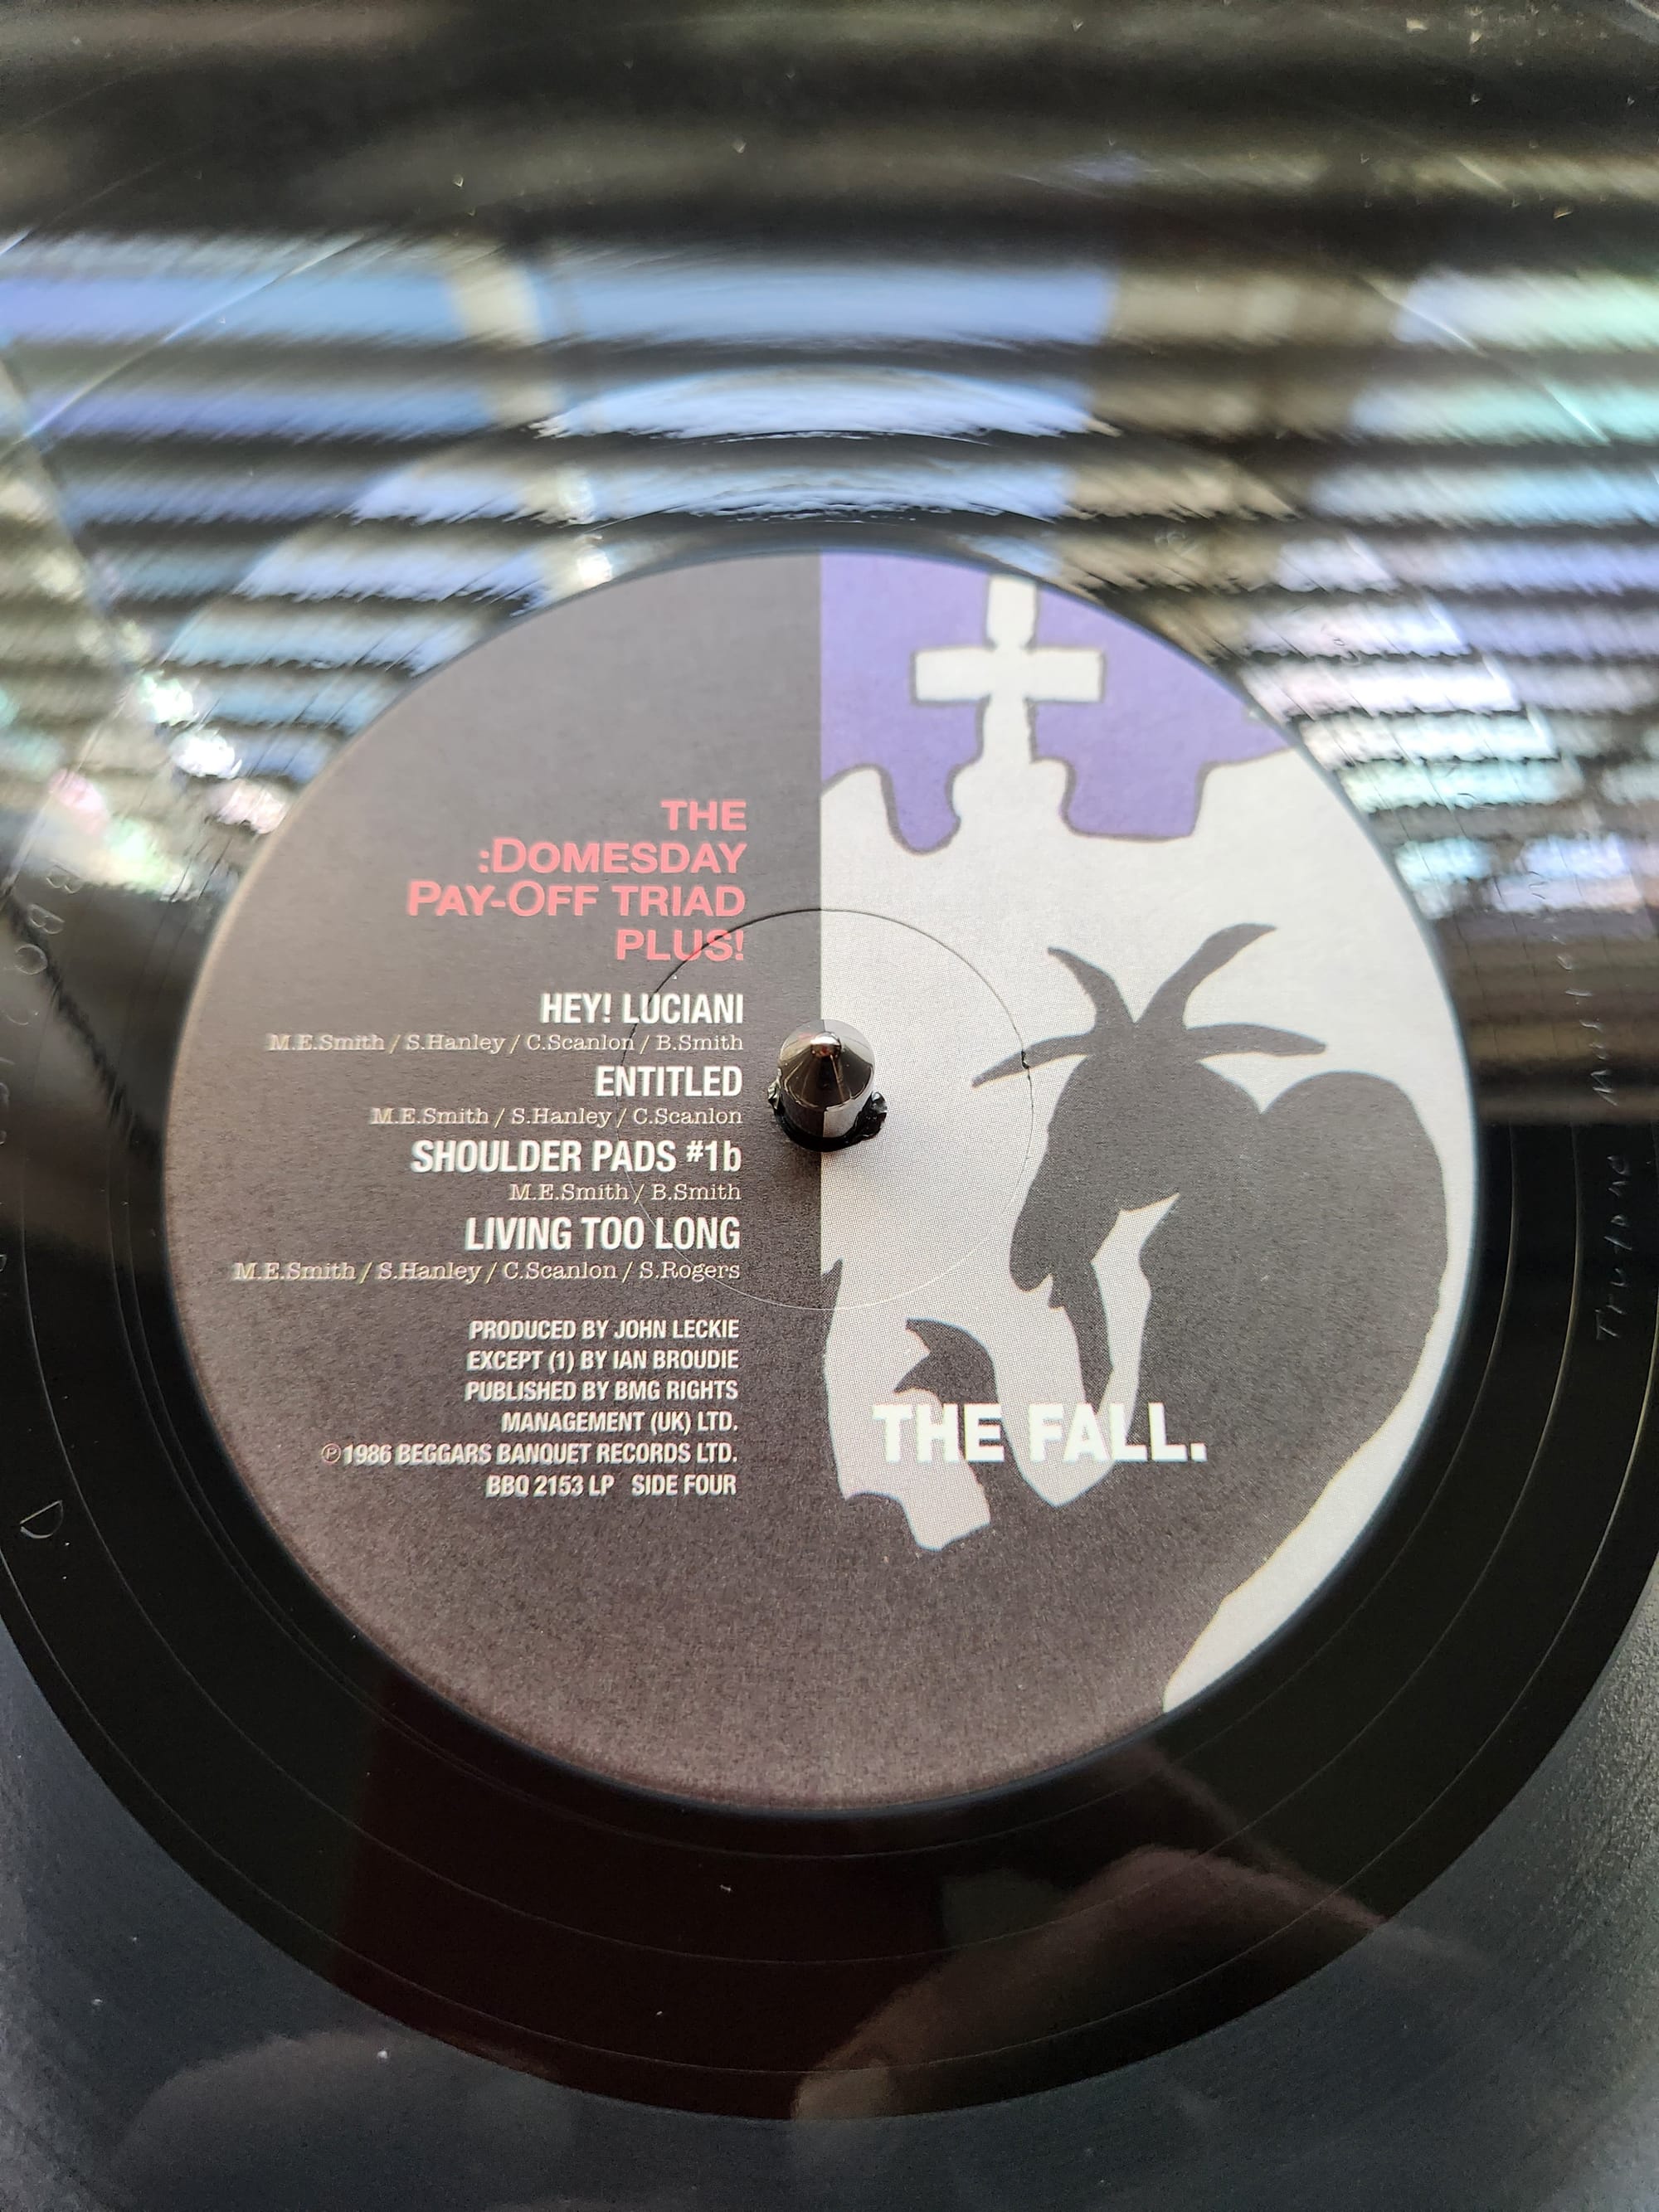 THE
:DOMESDAY
PAY-OFF TRIAD
PLUS!
HEY! LUCIANI
M.E.Smith / S.Hanley / C.Scanlon / B.Smith
ENTITLED
M.E.Smith / S.Hanley / C.Scanlon
SHOULDER PADS #1b
M.E.Smith / B.Smith
LIVING TOO LONG
M.E.Smith / S.Hanley / C.Scanlon / S.Rogers
PRODUCED BY JOHN LECKIE
EXCEPT (1) BY IAN BROUDIE
PUBLISHED BY BMG RIGHTS
MANAGEMENT (UK) LTD.
℗1986 BEGGARS BANQUET RECORDS LTD.
BBQ 2153 LP SIDE FOUR
THE FALL.